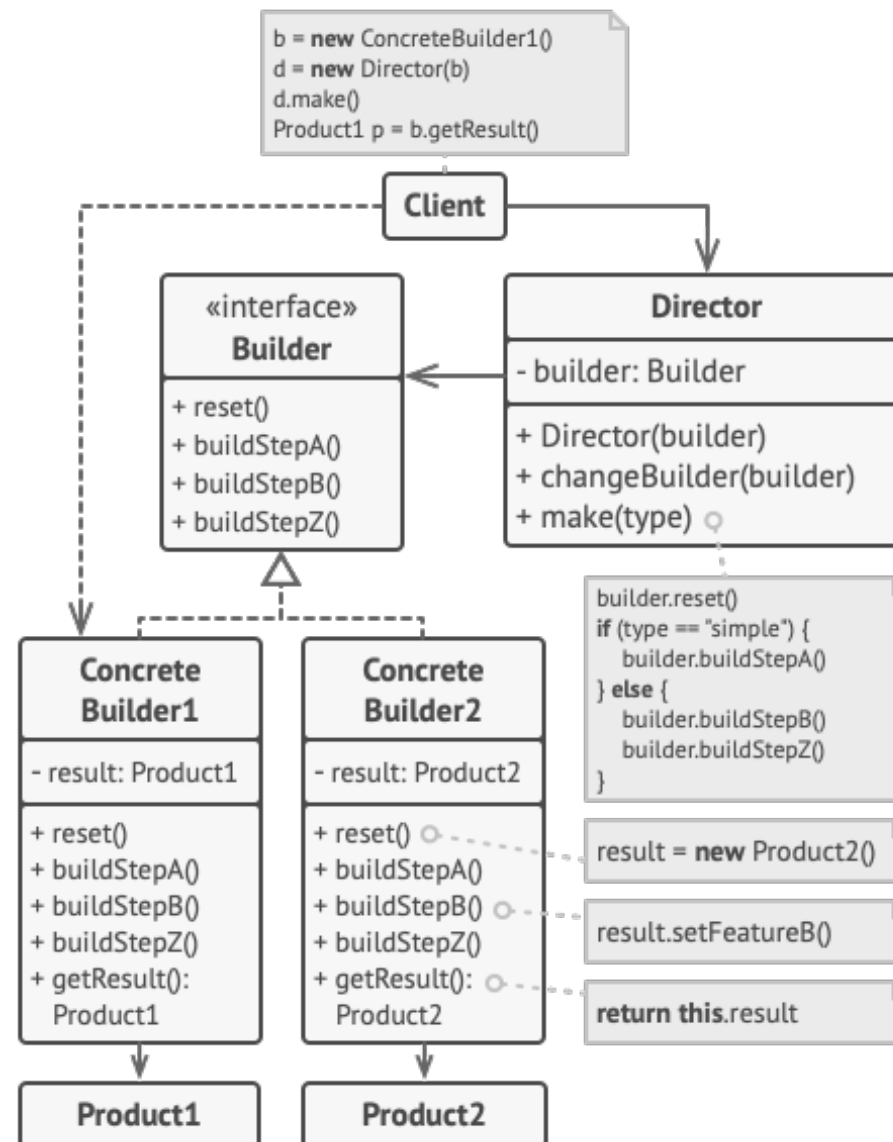 b = new ConcreteBuilder1()
d = new Director(b)
d.make()
Product1 p = b.getResult()
Client
«interface»
Builder
+ reset()
+ buildStepA()
+ buildStepB()
+ buildStepZ()
Director
- builder: Builder
+ Director(builder)
+ changeBuilder(builder)
+ make(type)
builder.reset()
if (type == "simple") {
builder.buildStepA()
} else {
builder.buildStepB()
builder.buildStepZ()
}
Concrete
Builder1
- result: Product1
+ reset()
+ buildStepA()
+ buildStepB()
+ buildStepZ()
+ getResult():
Product1
Concrete
Builder2
- result: Product2
+ reset()
+ buildStepA()
+ buildStepB()
+ buildStepZ()
+ getResult():
Product2
result = new Product2()
result.setFeatureB()
return this.result
Product1
Product2